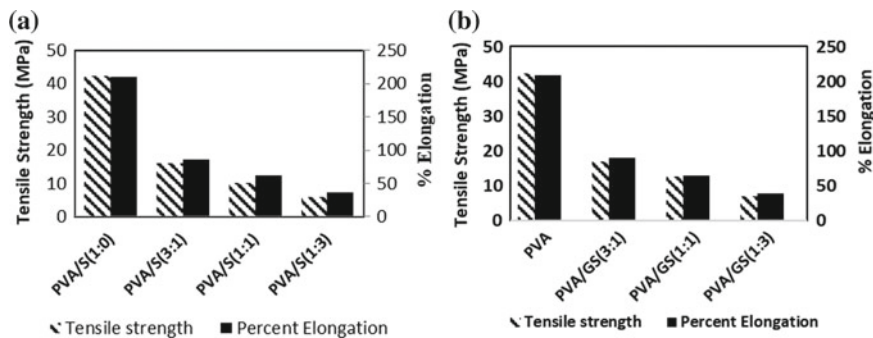 (a)
Tensile Strength (MPa)
50
40
30
20
10
0
250
200
150
100
50
0
% Elongation
PVA/S(1:0)
PVA/S(3:1)
PVA/S(1:1)
PVA/S(1:3)
Tensile strength
Percent Elongation
(b)
Tensile Strength (MPa)
50
40
30
20
10
0
250
200
150
100
50
0
% Elongation
PVA
PVA/GS(3:1)
PVA/GS(1:1)
PVA/GS(1:3)
Tensile strength
Percent Elongation